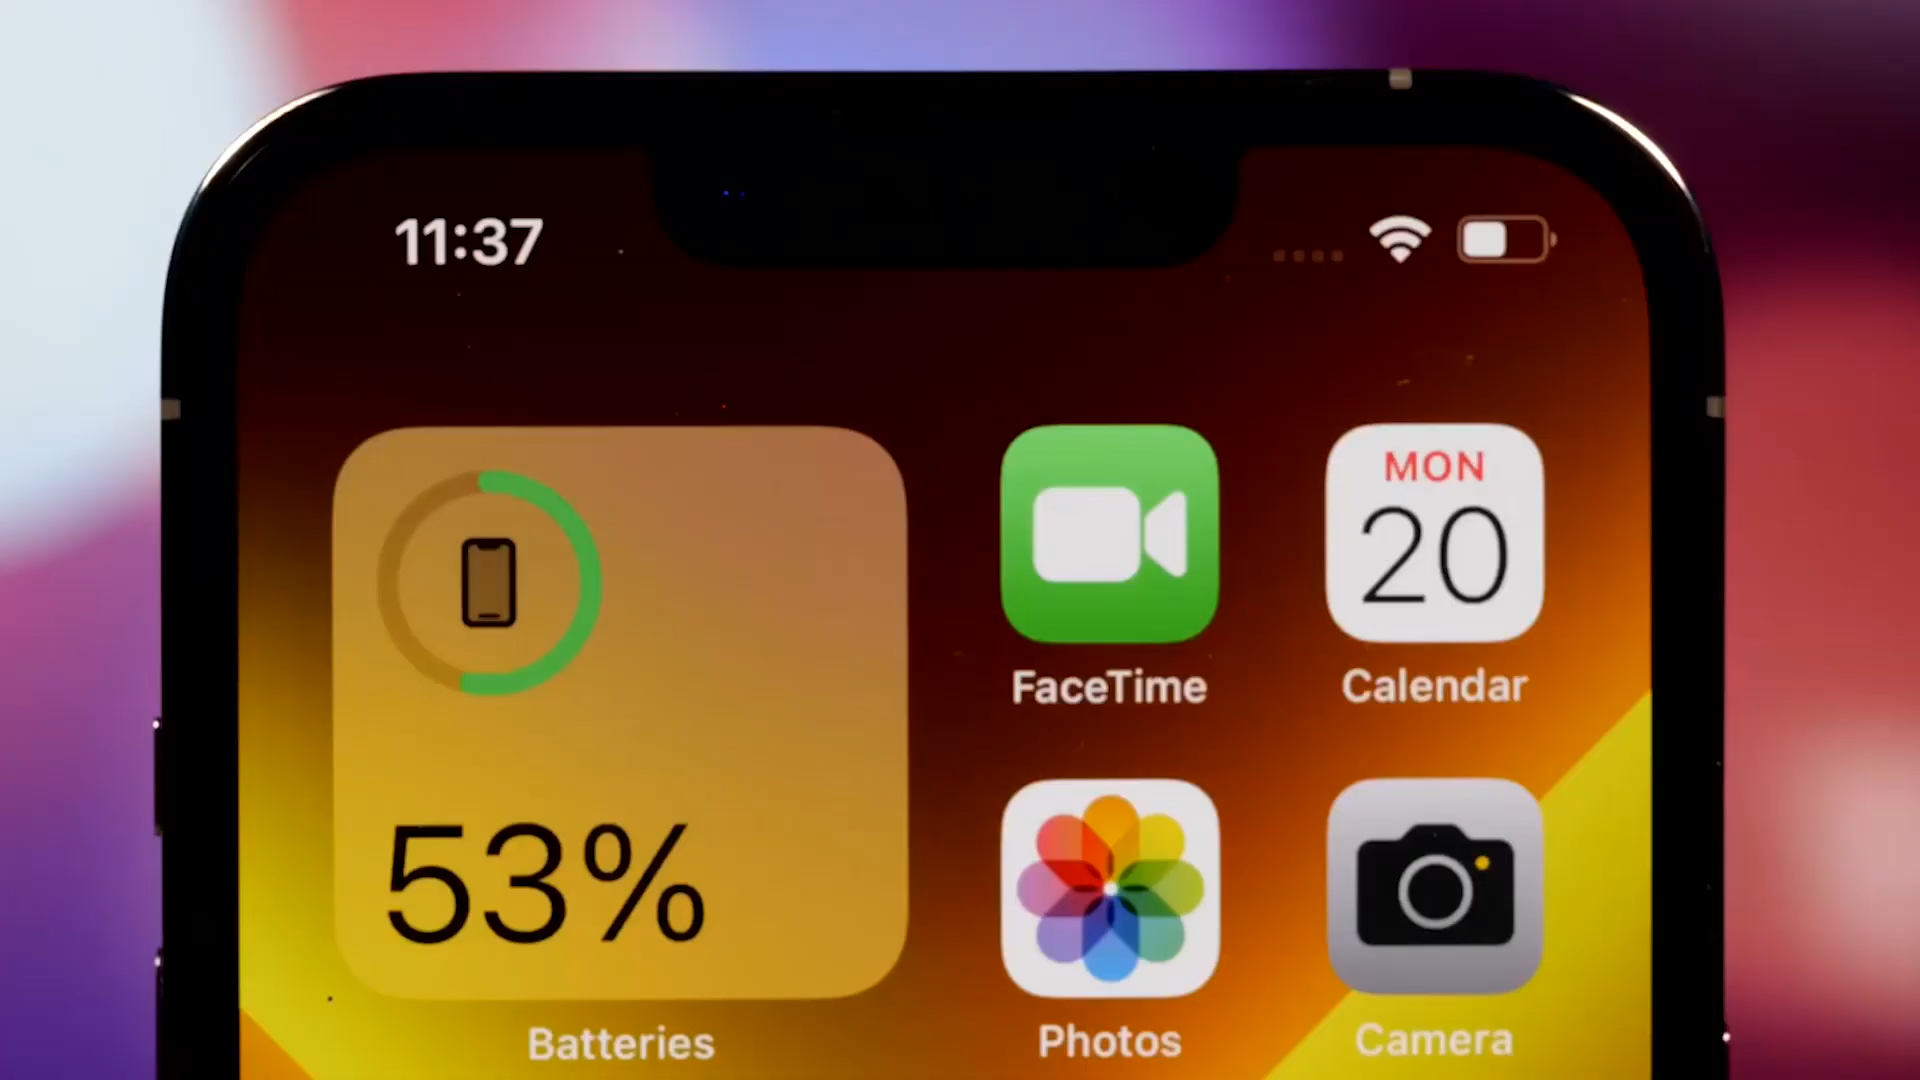 11:37
MON
20
FaceTime
Calendar
53%
Batteries
Photos
Camera